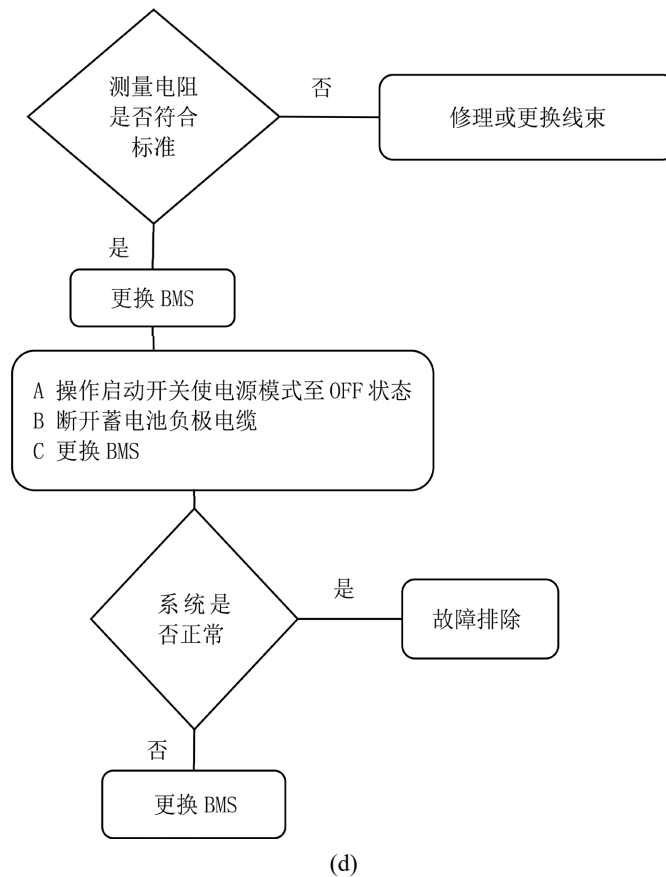 测量电阻
是否符合
标准
否
修理或更换线束
是
更换 BMS
A 操作启动开关使电源模式至 OFF 状态
B 断开蓄电池负极电缆
C 更换 BMS
系统是
否正常
是
故障排除
否
更换 BMS
(d)